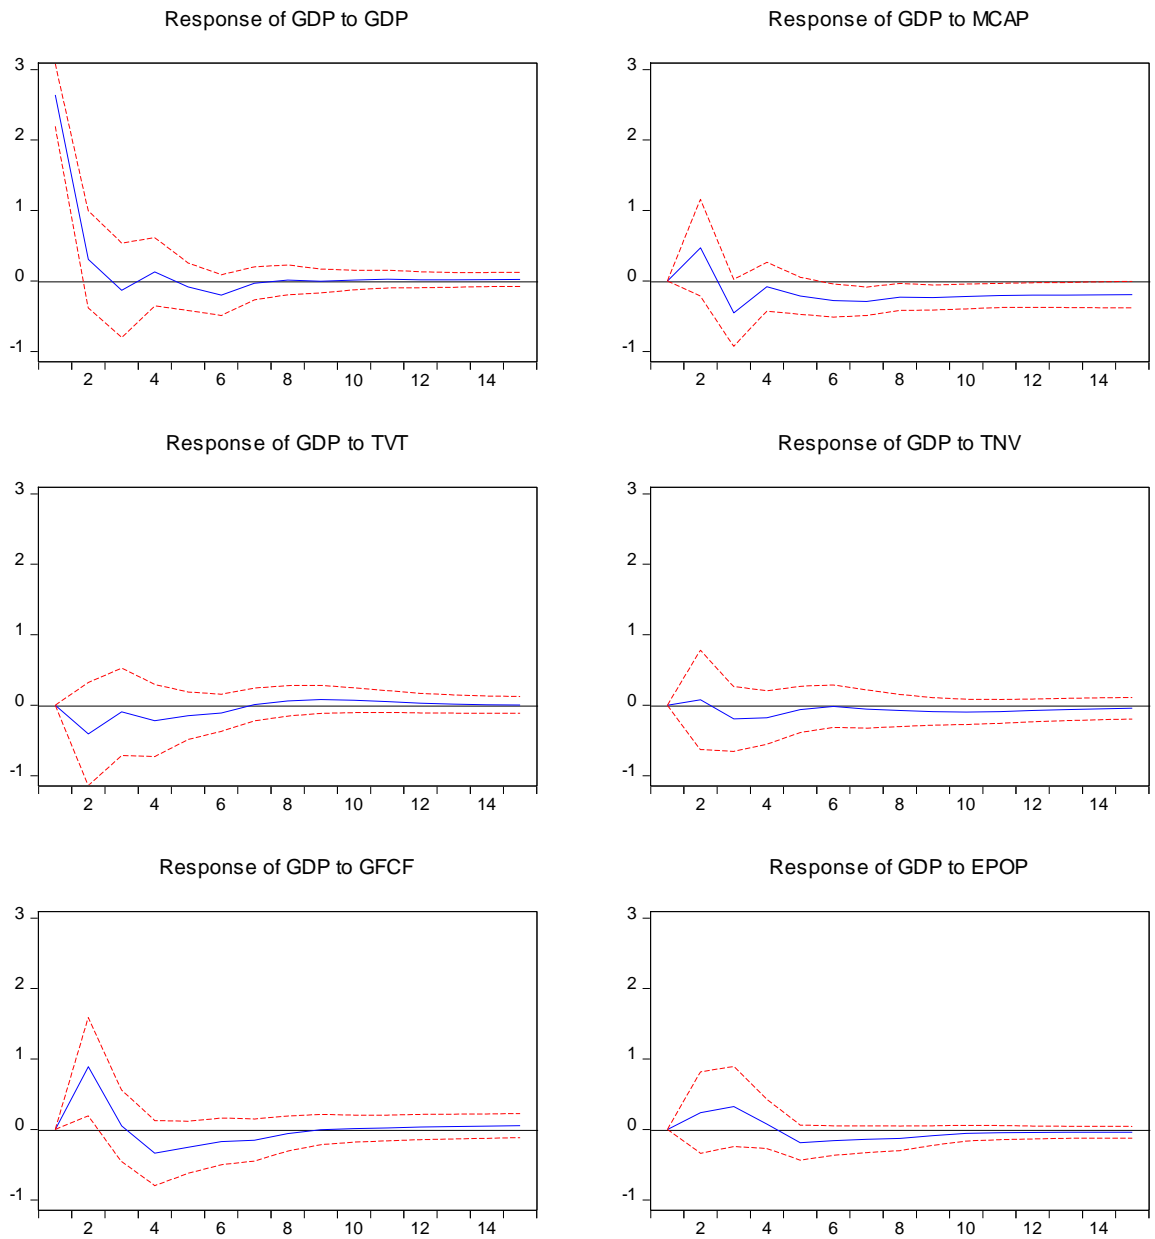 Response of GDP to GDP
3
2
1
0
-1
2 4 6 8 10 12 14
Response of GDP to MCAP
3
2
1
0
-1
2 4 6 8 10 12 14
Response of GDP to TVT
3
2
1
0
-1
2 4 6 8 10 12 14
Response of GDP to TNV
3
2
1
0
-1
2 4 6 8 10 12 14
Response of GDP to GFCF
3
2
1
0
-1
2 4 6 8 10 12 14
Response of GDP to EPOP
3
2
1
0
-1
2 4 6 8 10 12 14